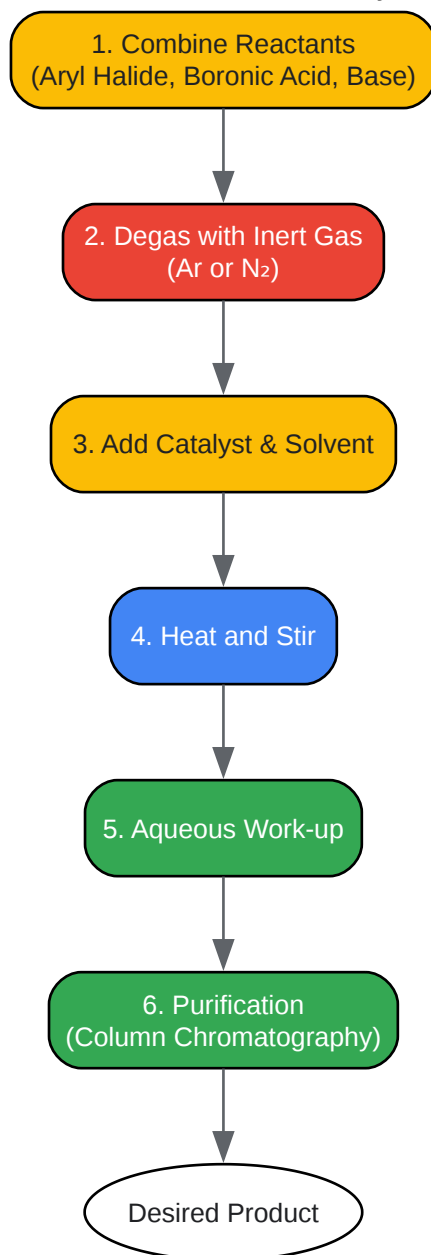 1. Combine Reactants
(Aryl Halide, Boronic Acid, Base)
2. Degas with Inert Gas
(Ar or N₂)
3. Add Catalyst & Solvent
4. Heat and Stir
5. Aqueous Work-up
6. Purification
(Column Chromatography)
Desired Product